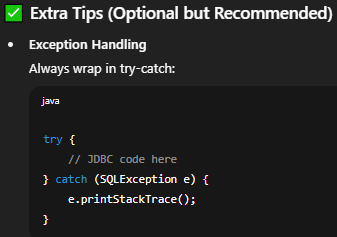 ✅ Extra Tips (Optional but Recommended)
• Exception Handling
Always wrap in try-catch:
java
try {
    // JDBC code here
} catch (SQLException e) {
    e.printStackTrace();
}